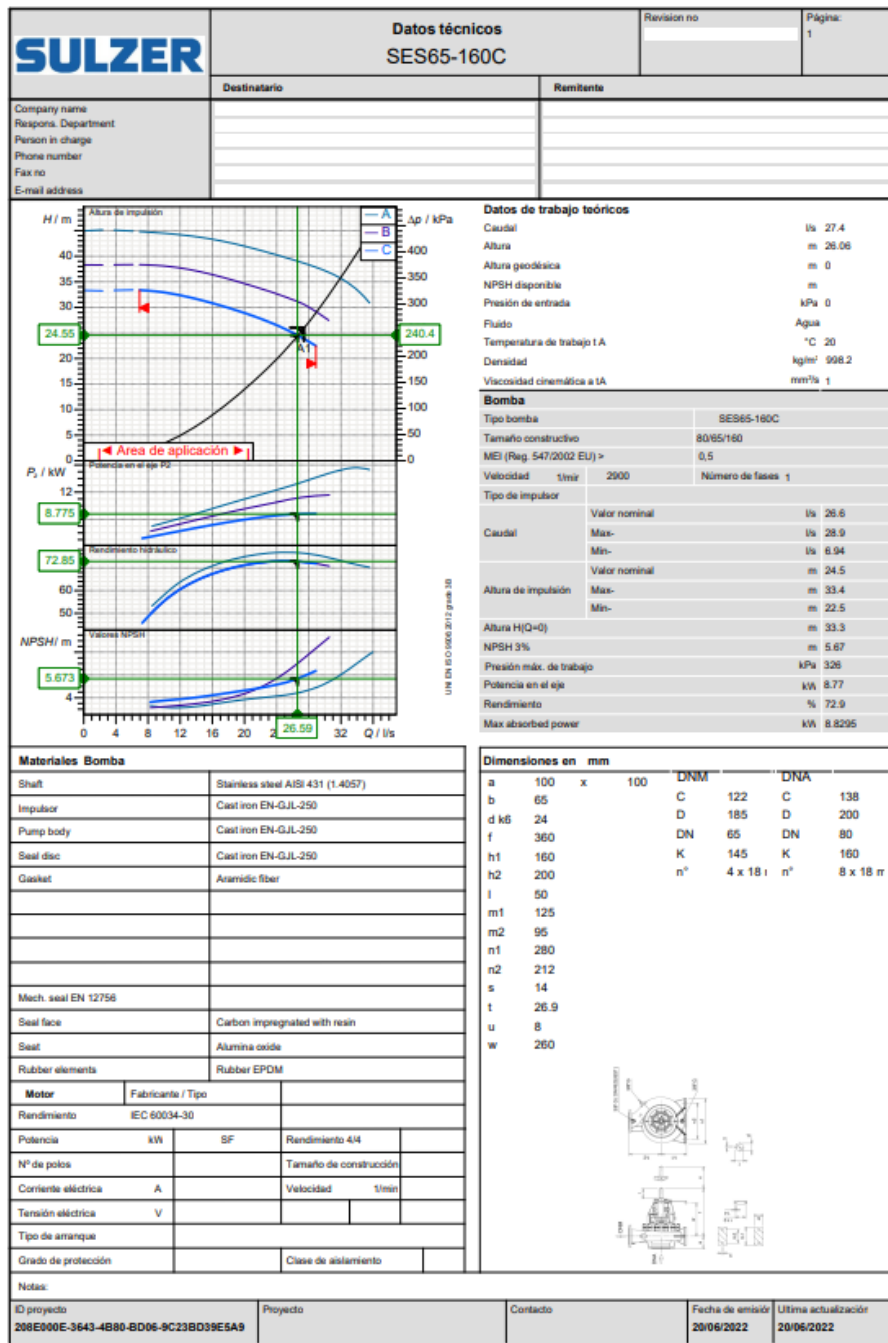 SULZER
Datos técnicos
SES65-160C
Revision no
Página:
1
Destinatario Remitente
Company name
Respons. Department
Person in charge
Phone number
Fax no
E-mail address
H / m Altura de impulsión A Δp / kPa
B
C
400
40 350
35 300
30
24.55 240.4
A1 200
20
15 150
10 100
5 50
0 0
Area de aplicación
P₂ / kW Potencia en el eje P2
12
8.775
Rendimiento hidráulico
72.85
60
50
NPSH / m Valores NPSH
5.673
4
0 4 8 12 16 20 2 26.59 32 Q / l/s
UNI EN ISO 9906:2012 grade 3B
Datos de trabajo teóricos
Caudal l/s 27.4
Altura m 26.06
Altura geodésica m 0
NPSH disponible m
Presión de entrada kPa 0
Fluido Agua
Temperatura de trabajo t A °C 20
Densidad kg/m³ 998.2
Viscosidad cinemática a tA mm²/s 1
Bomba
Tipo bomba SES65-160C
Tamaño constructivo 80/65/160
MEI (Reg. 547/2002 EU) > 0,5
Velocidad 1/min 2900 Número de fases 1
Tipo de impulsor
Caudal
Valor nominal l/s 26.6
Max- l/s 28.9
Min- l/s 6.94
Altura de impulsión
Valor nominal m 24.5
Max- m 33.4
Min- m 22.5
Altura H(Q=0) m 33.3
NPSH 3% m 5.67
Presión máx. de trabajo kPa 326
Potencia en el eje kW 8.77
Rendimiento % 72.9
Max absorbed power kW 8.8295
Materiales Bomba
Shaft Stainless steel AISI 431 (1.4057)
Impulsor Cast iron EN-GJL-250
Pump body Cast iron EN-GJL-250
Seal disc Cast iron EN-GJL-250
Gasket Aramidic fiber
Mech. seal EN 12756
Seal face Carbon impregnated with resin
Seat Alumina oxide
Rubber elements Rubber EPDM
Motor Fabricante / Tipo
Rendimiento IEC 60034-30
Potencia kW SF Rendimiento 4/4
Nº de polos Tamaño de construcción
Corriente eléctrica A Velocidad 1/min
Tensión eléctrica V
Tipo de arranque
Grado de protección Clase de aislamiento
Dimensiones en mm
a 100 x 100 DNM DNA
b 65 C 122 C 138
d k6 24 D 185 D 200
f 360 DN 65 DN 80
h1 160 K 145 K 160
h2 200 n° 4 x 18 n° 8 x 18
l 50
m1 125
m2 95
n1 280
n2 212
s 14
t 26.9
u 8
w 260
Notas:
ID proyecto Proyecto Contacto Fecha de emisiór Ultima actualización
208E000E-3643-4B80-BD06-9C23BD39E5A9 20/06/2022 20/06/2022